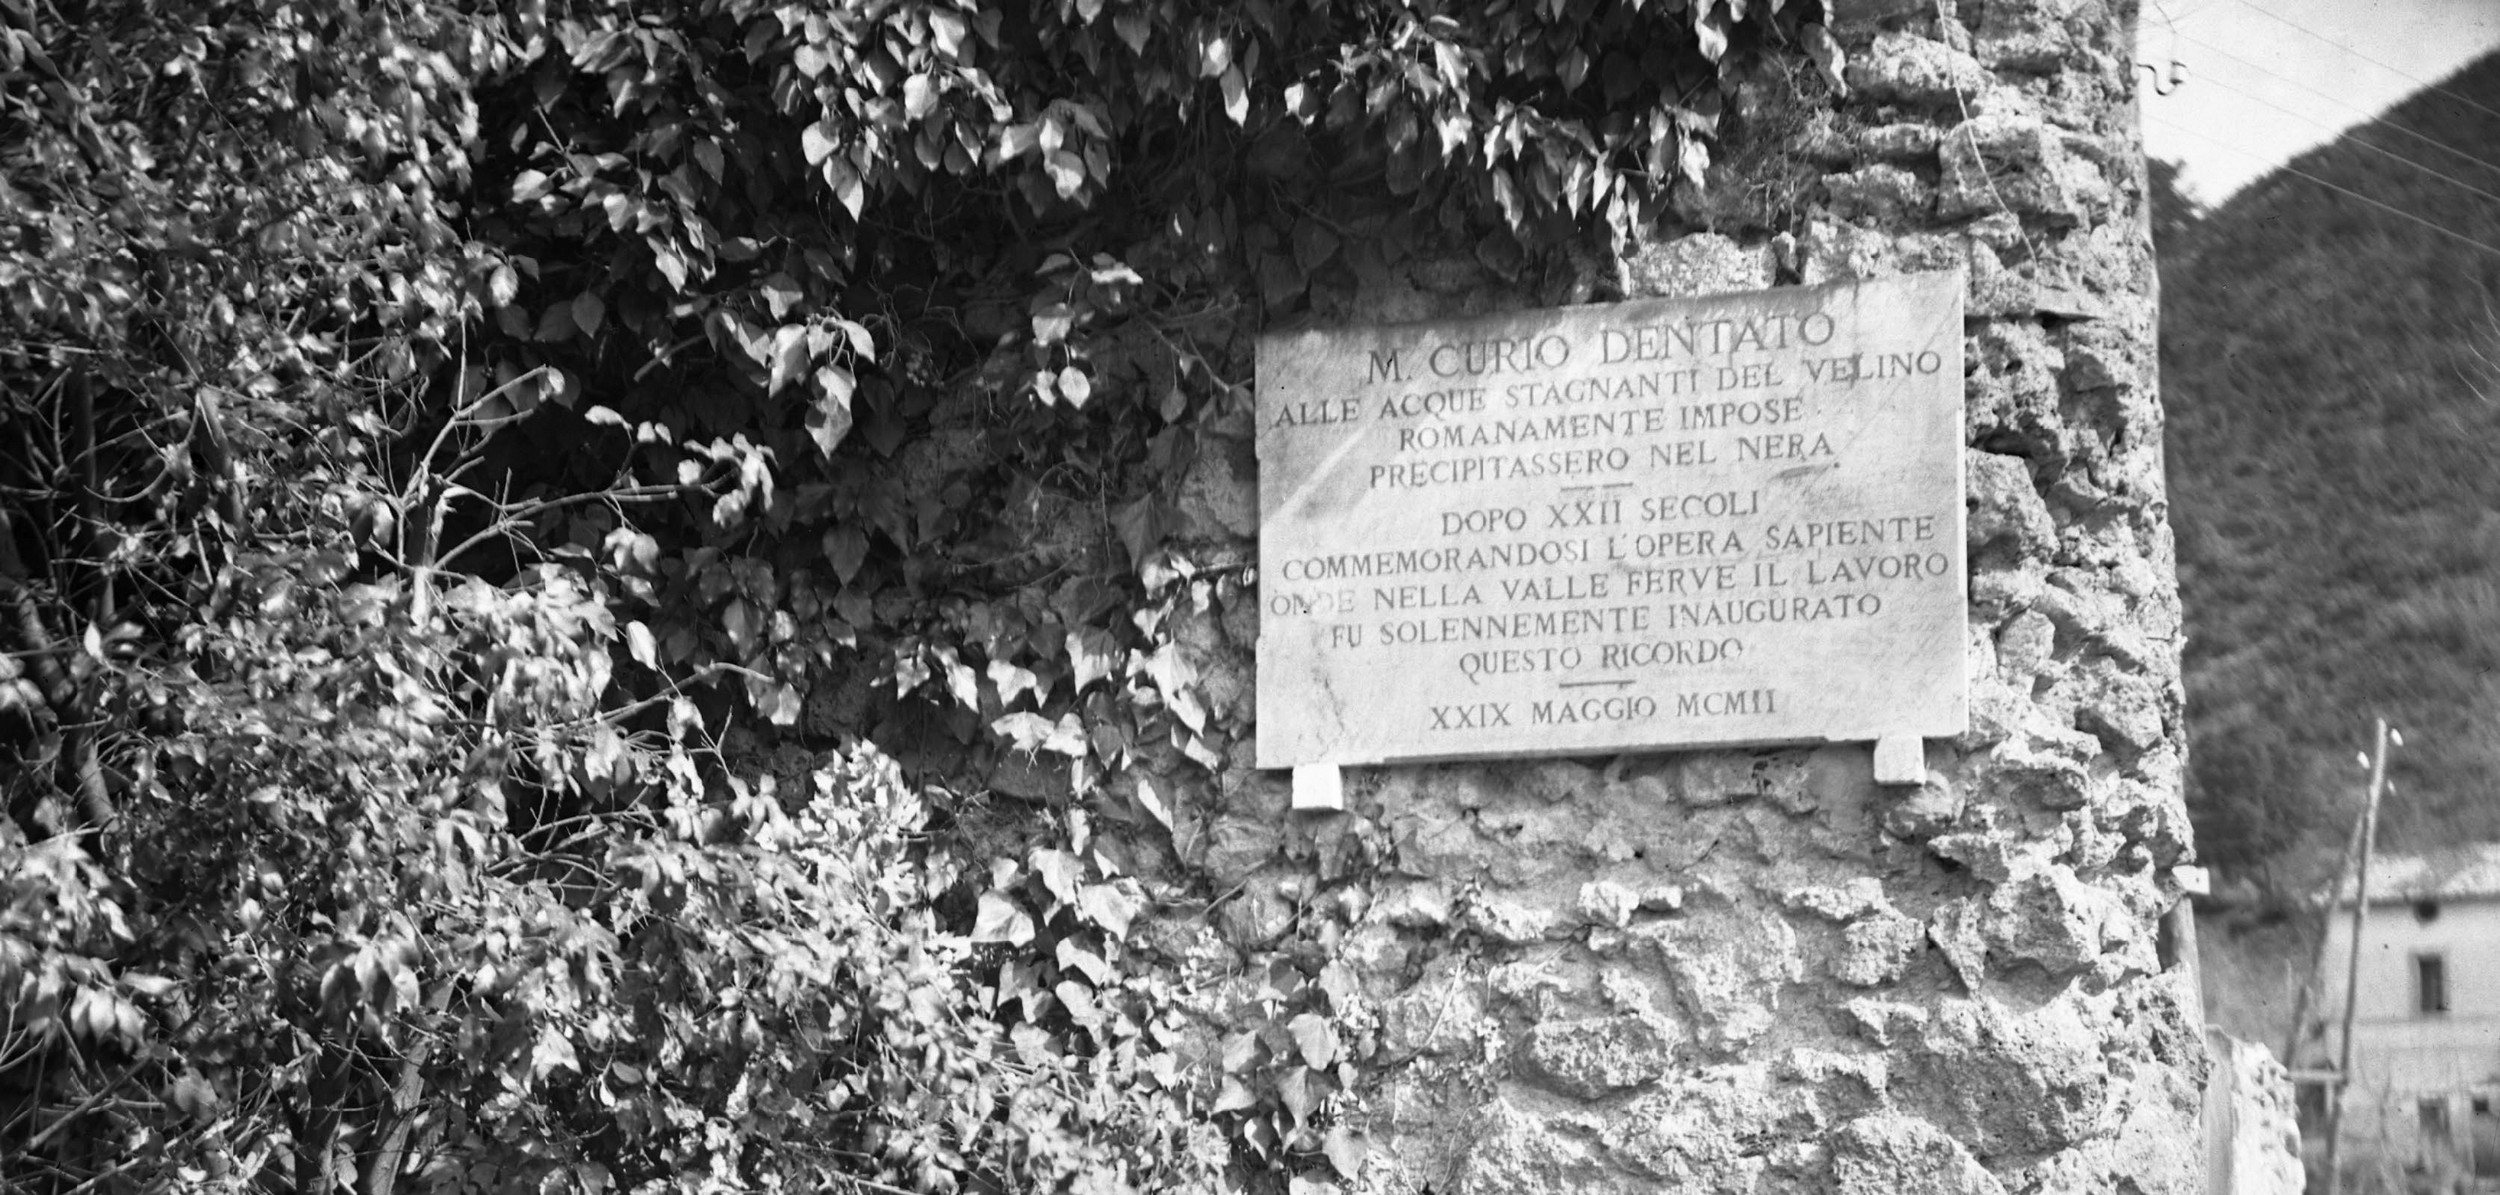 M. CURIO DENTATO
ALLE ACQUE STAGNANTI DEL VELINO
ROMANAMENTE IMPOSE
PRECIPITASSERO NEL NERA.
DOPO XXII SECOLI
COMMEMORANDOSI L'OPERA SAPIENTE
ONDE NELLA VALLE FERVE IL LAVORO
FU SOLENNEMENTE INAUGURATO
QUESTO RICORDO
XXIX MAGGIO MCMII